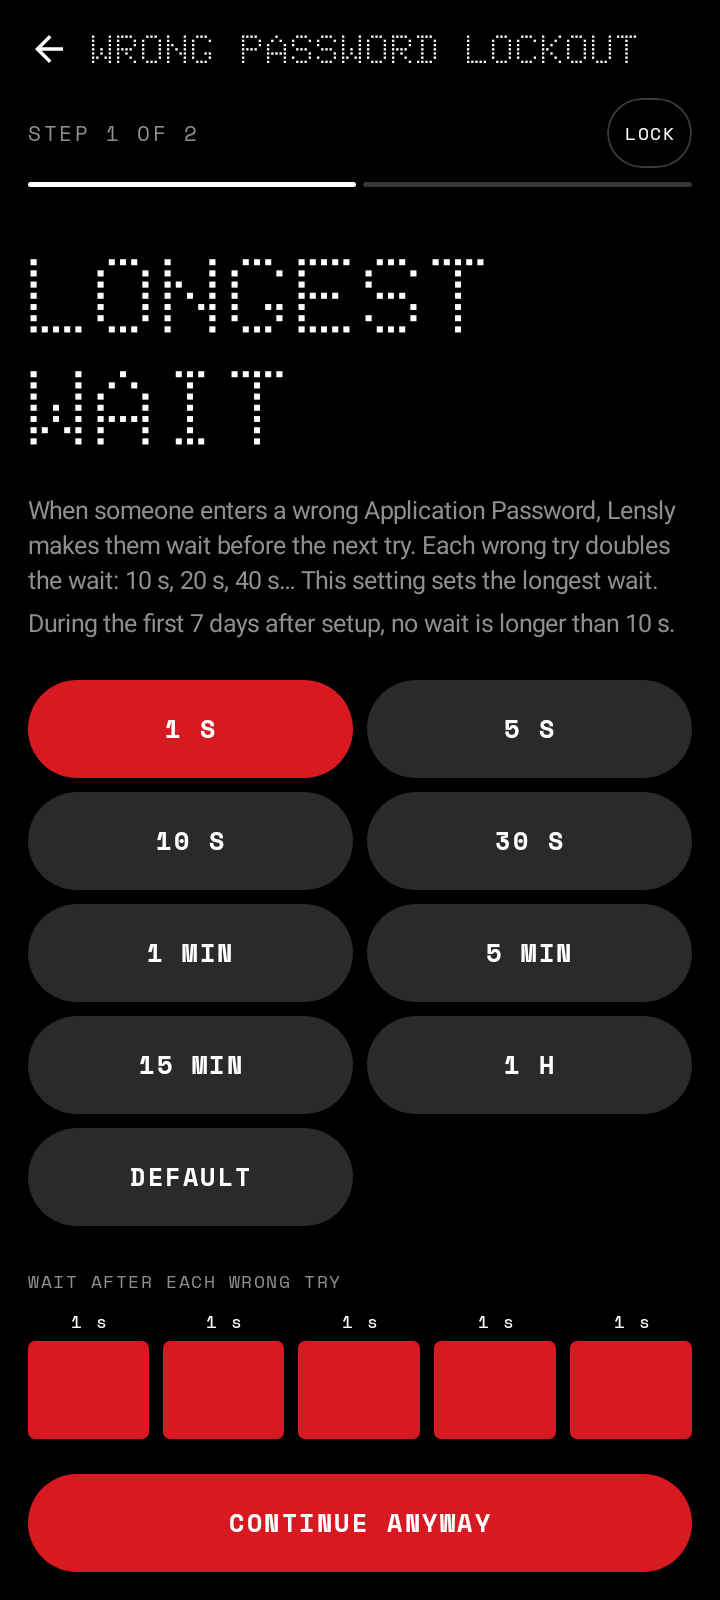 WRONG PASSWORD LOCKOUT
STEP 1 OF 2
LOCK
LONGEST
WAIT
When someone enters a wrong Application Password, Lensly
makes them wait before the next try. Each wrong try doubles
the wait: 10 s, 20 s, 40 s... This setting sets the longest wait.
During the first 7 days after setup, no wait is longer than 10 s.
1 S
5 S
10 S
30 S
1 MIN
5 MIN
15 MIN
1 H
DEFAULT
WAIT AFTER EACH WRONG TRY
1 s 1 s 1 s 1 s 1 s
CONTINUE ANYWAY